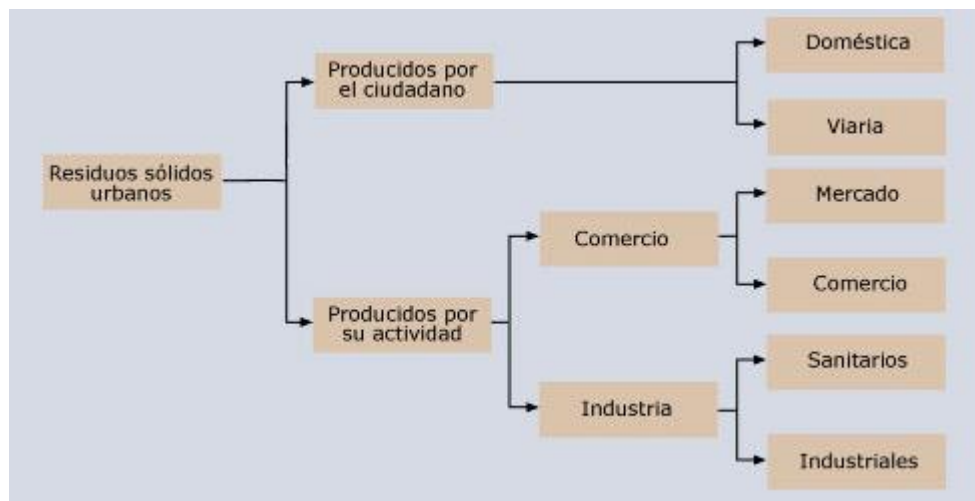 Residuos sólidos
urbanos
Producidos por
el ciudadano
Doméstica
Viaria
Producidos por
su actividad
Comercio
Mercado
Comercio
Industria
Sanitarios
Industriales